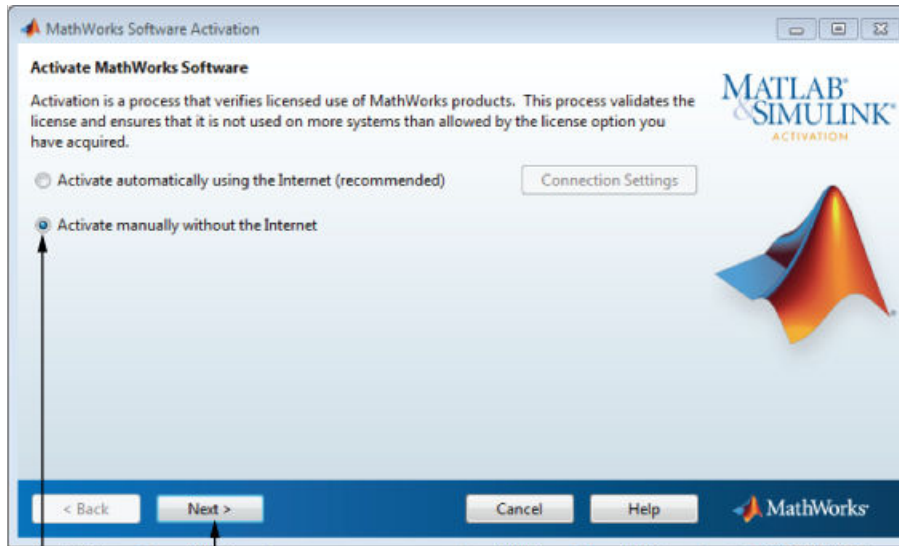 MathWorks Software Activation
Activate MathWorks Software
Activation is a process that verifies licensed use of MathWorks products. This process validates the
license and ensures that it is not used on more systems than allowed by the license option you
have acquired.
MATLAB®
&SIMULINK®
ACTIVATION
Activate automatically using the Internet (recommended)
Connection Settings
Activate manually without the Internet
< Back
Next >
Cancel
Help
MathWorks®